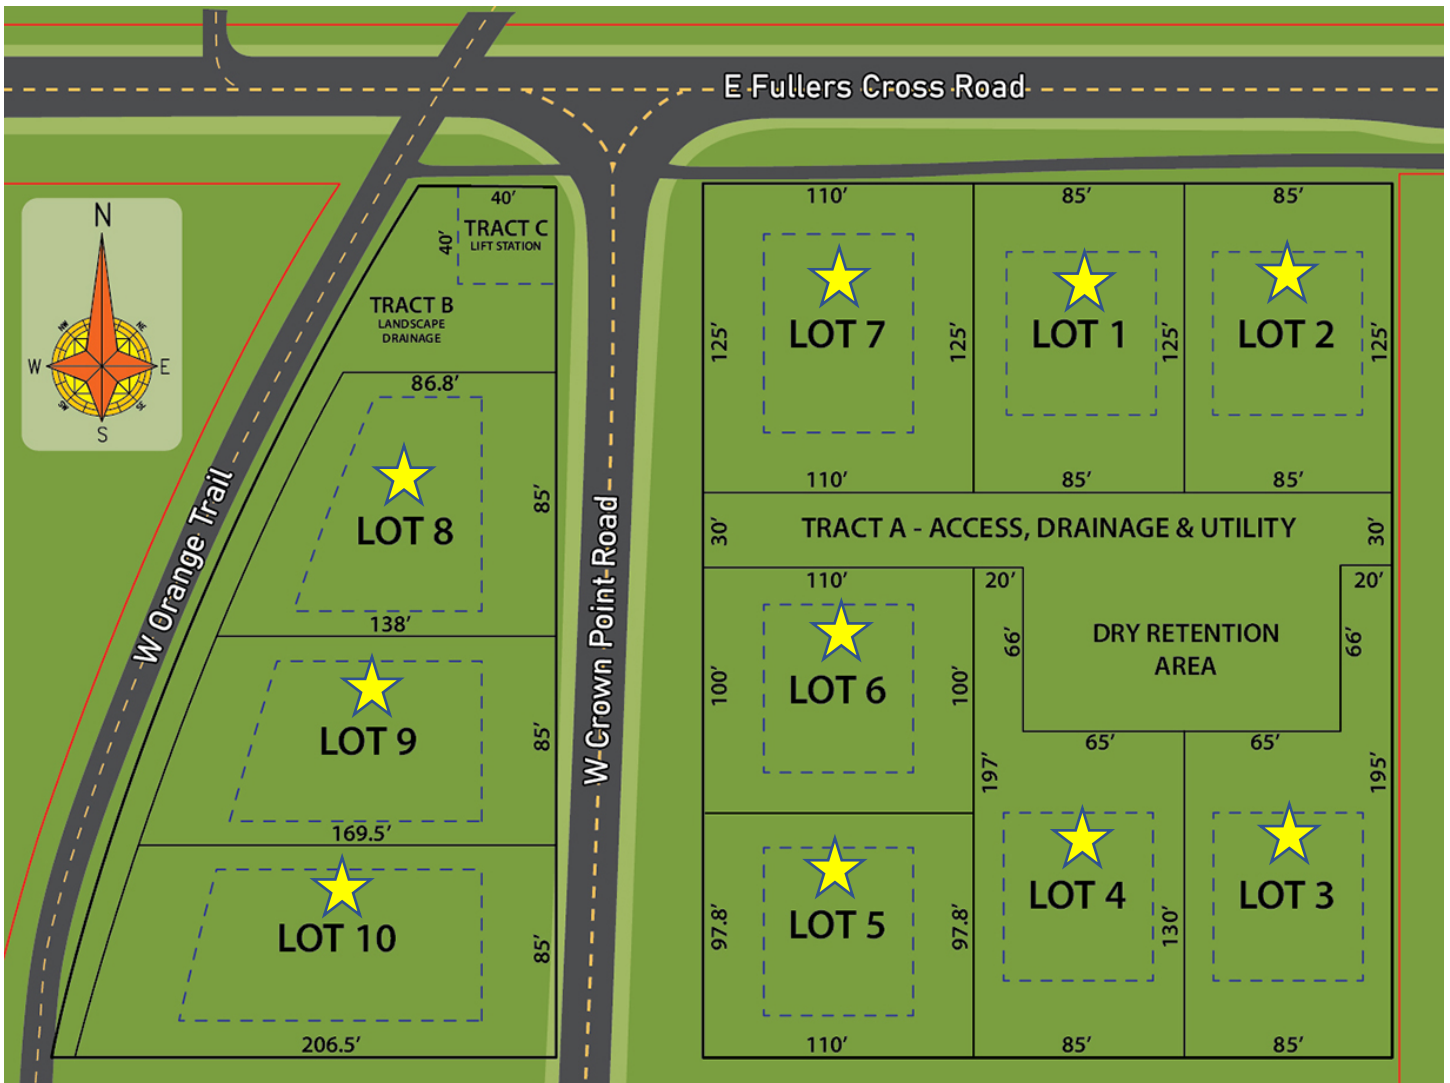 E Fullers Cross Road
N
NW
NE
W
E
SW
SE
S
W Orange Trail
W Crown Point Road
40'
40'
TRACT C
LIFT STATION
TRACT B
LANDSCAPE
DRAINAGE
86.8'
85'
LOT 8
138'
85'
LOT 9
169.5'
85'
LOT 10
206.5'
110'
85'
85'
125'
LOT 7
125'
LOT 1
125'
LOT 2
125'
110'
85'
85'
30'
TRACT A - ACCESS, DRAINAGE & UTILITY
30'
110'
20'
20'
66'
DRY RETENTION
AREA
66'
100'
LOT 6
100'
65'
65'
197'
195'
97.8'
LOT 5
97.8'
LOT 4
130'
LOT 3
110'
85'
85'